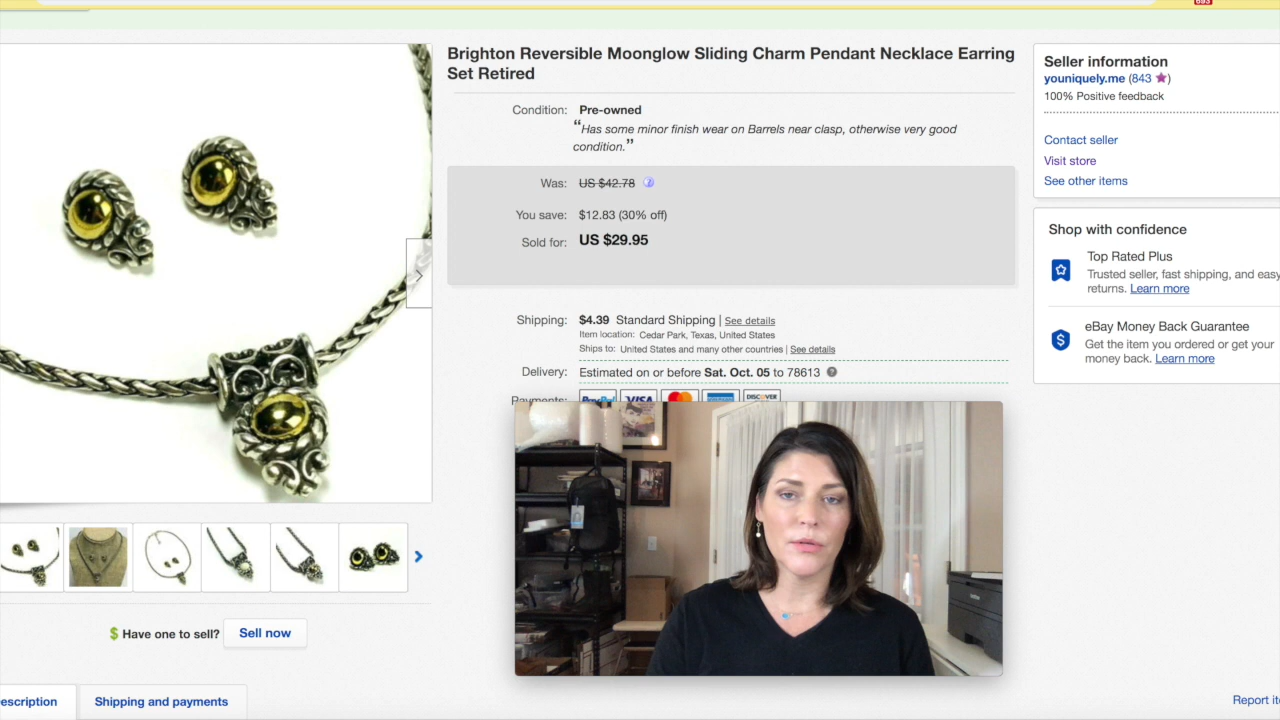 693
Brighton Reversible Moonglow Sliding Charm Pendant Necklace Earring
Set Retired
Condition: Pre-owned
“Has some minor finish wear on Barrels near clasp, otherwise very good
condition.”
Was: US $42.78
You save: $12.83 (30% off)
Sold for: US $29.95
Shipping: $4.39 Standard Shipping | See details
Item location: Cedar Park, Texas, United States
Ships to: United States and many other countries | See details
Delivery: Estimated on or before Sat. Oct. 05 to 78613
Payments: PayPal VISA DISCOVER
Have one to sell? Sell now
escription
Shipping and payments
Seller information
youniquely.me (843)
100% Positive feedback
Contact seller
Visit store
See other items
Shop with confidence
Top Rated Plus
Trusted seller, fast shipping, and easy
returns. Learn more
eBay Money Back Guarantee
Get the item you ordered or get your
money back. Learn more
Report it